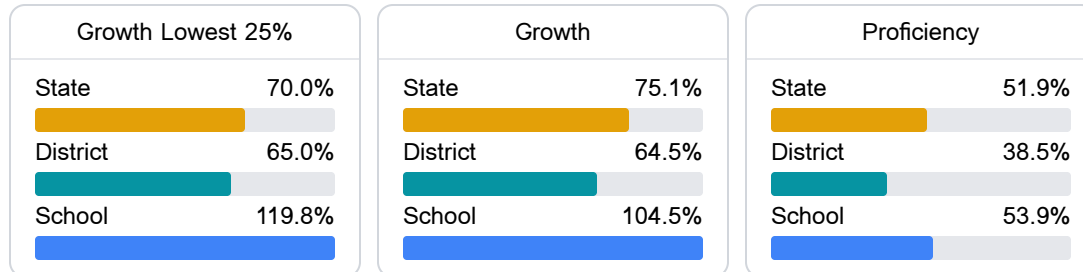 Growth Lowest 25%
State 70.0%
District 65.0%
School 119.8%
Growth
State 75.1%
District 64.5%
School 104.5%
Proficiency
State 51.9%
District 38.5%
School 53.9%